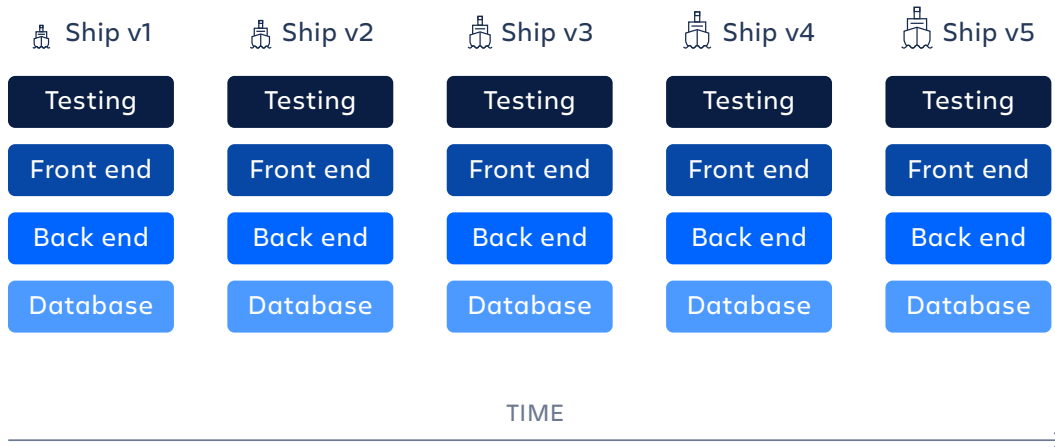 Ship v1 Ship v2 Ship v3 Ship v4 Ship v5
Testing Testing Testing Testing Testing
Front end Front end Front end Front end Front end
Back end Back end Back end Back end Back end
Database Database Database Database Database
TIME